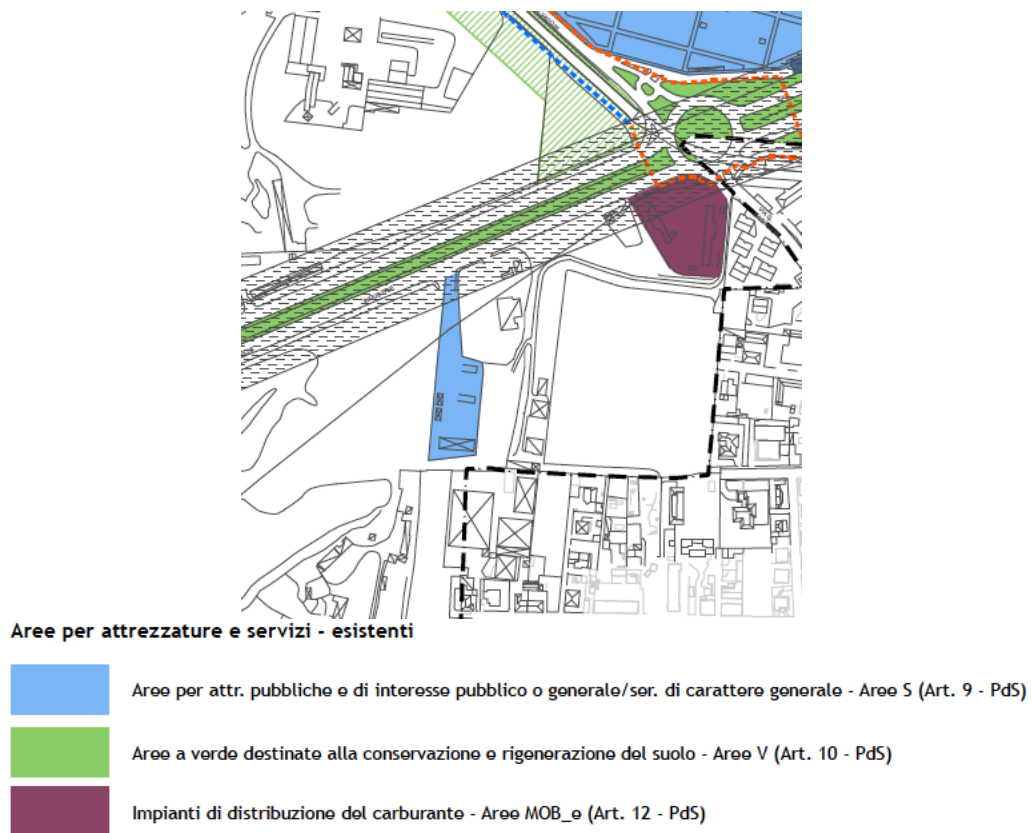 Aree per attrezzature e servizi - esistenti
Aree per attr. pubbliche e di interesse pubblico o generale/ser. di carattere generale - Aree S (Art. 9 - PdS)
Aree a verde destinate alla conservazione e rigenerazione del suolo - Aree V (Art. 10 - PdS)
Impianti di distribuzione del carburante - Aree MOB_e (Art. 12 - PdS)